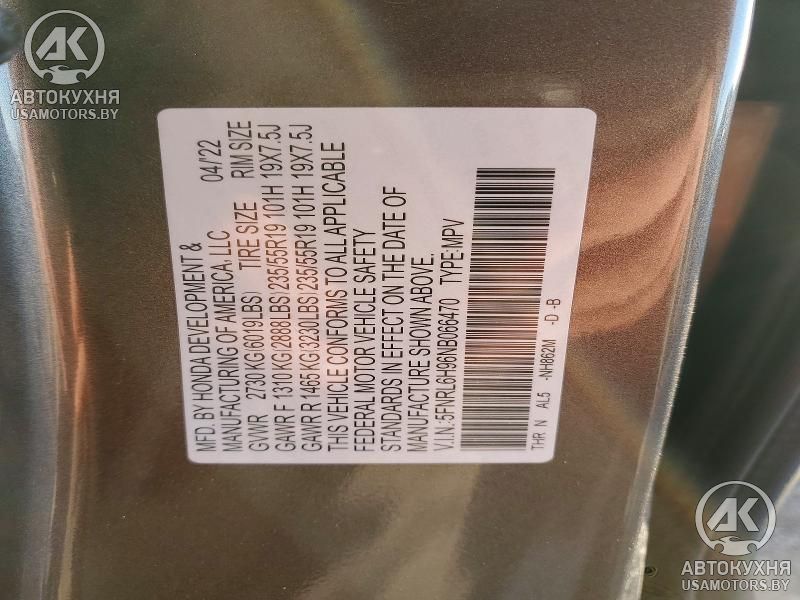 AK
АВТОКУХНЯ
USAMOTORS.BY
MFD. BY HONDA DEVELOPMENT & 04/'22
MANUFACTURING OF AMERICA, LLC
GVWR 2730 KG(6019LBS) TIRE SIZE RIM SIZE
GAWR F 1310 KG(2888LBS) 235/55R19 101H 19X7.5J
GAWR R 1465 KG(3230LBS) 235/55R19 101H 19X7.5J
THIS VEHICLE CONFORMS TO ALL APPLICABLE
FEDERAL MOTOR VEHICLE SAFETY
STANDARDS IN EFFECT ON THE DATE OF
MANUFACTURE SHOWN ABOVE.
V.I.N.:5FNRL6H96NB066470 TYPE:MPV
THR N AL5 -NH862M -D -B
AK
АВТОКУХНЯ
USAMOTORS.BY